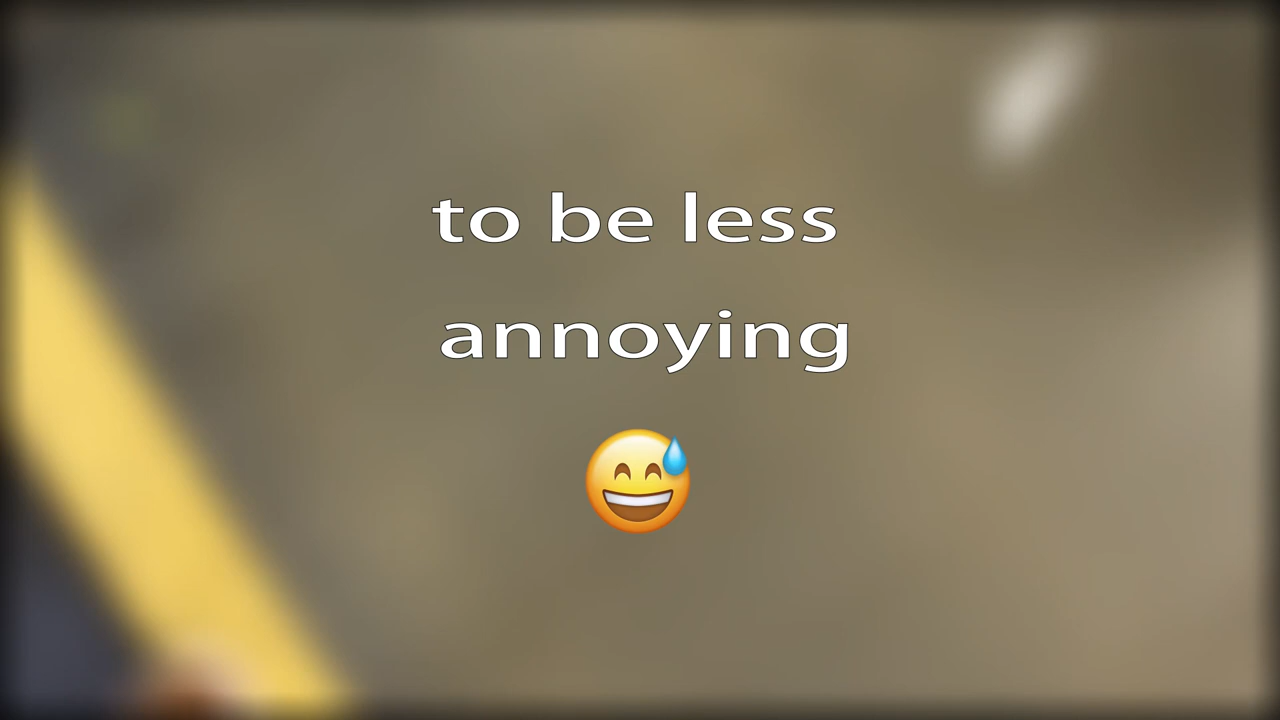 to be less
annoying
😅